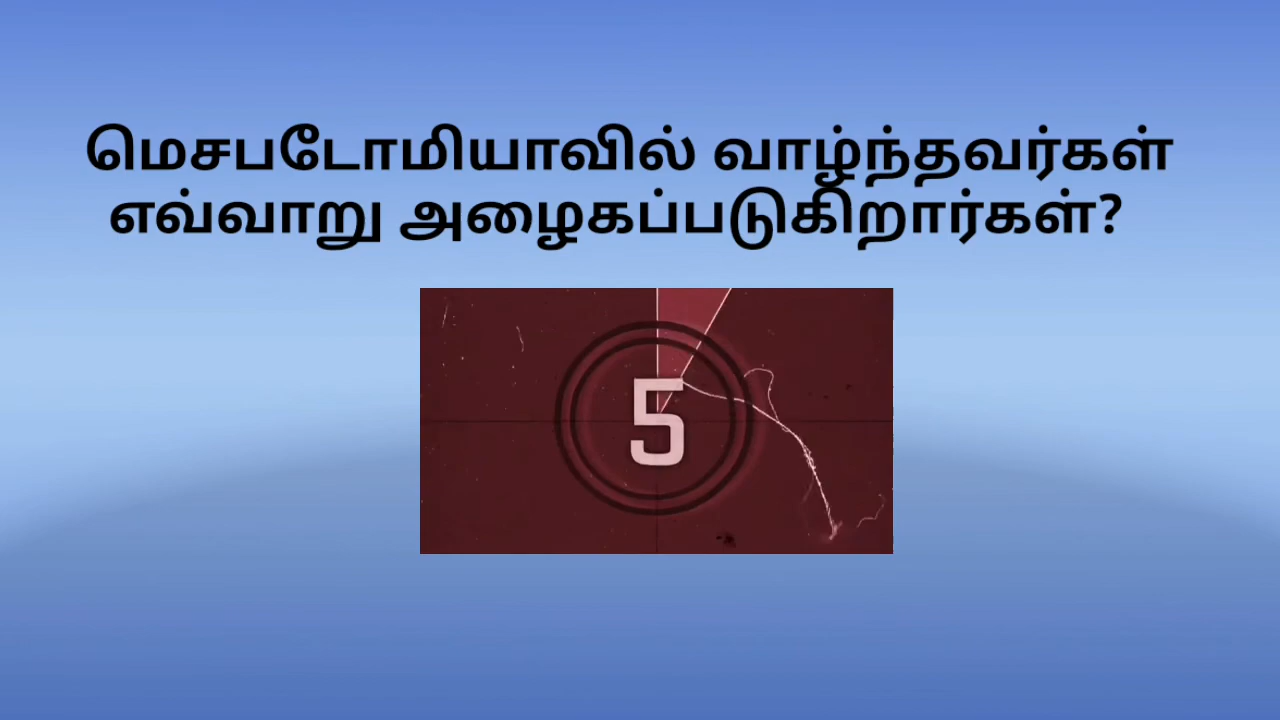 மெசபடோமியாவில் வாழ்ந்தவர்கள்
எவ்வாறு அழைகப்படுகிறார்கள்?
5